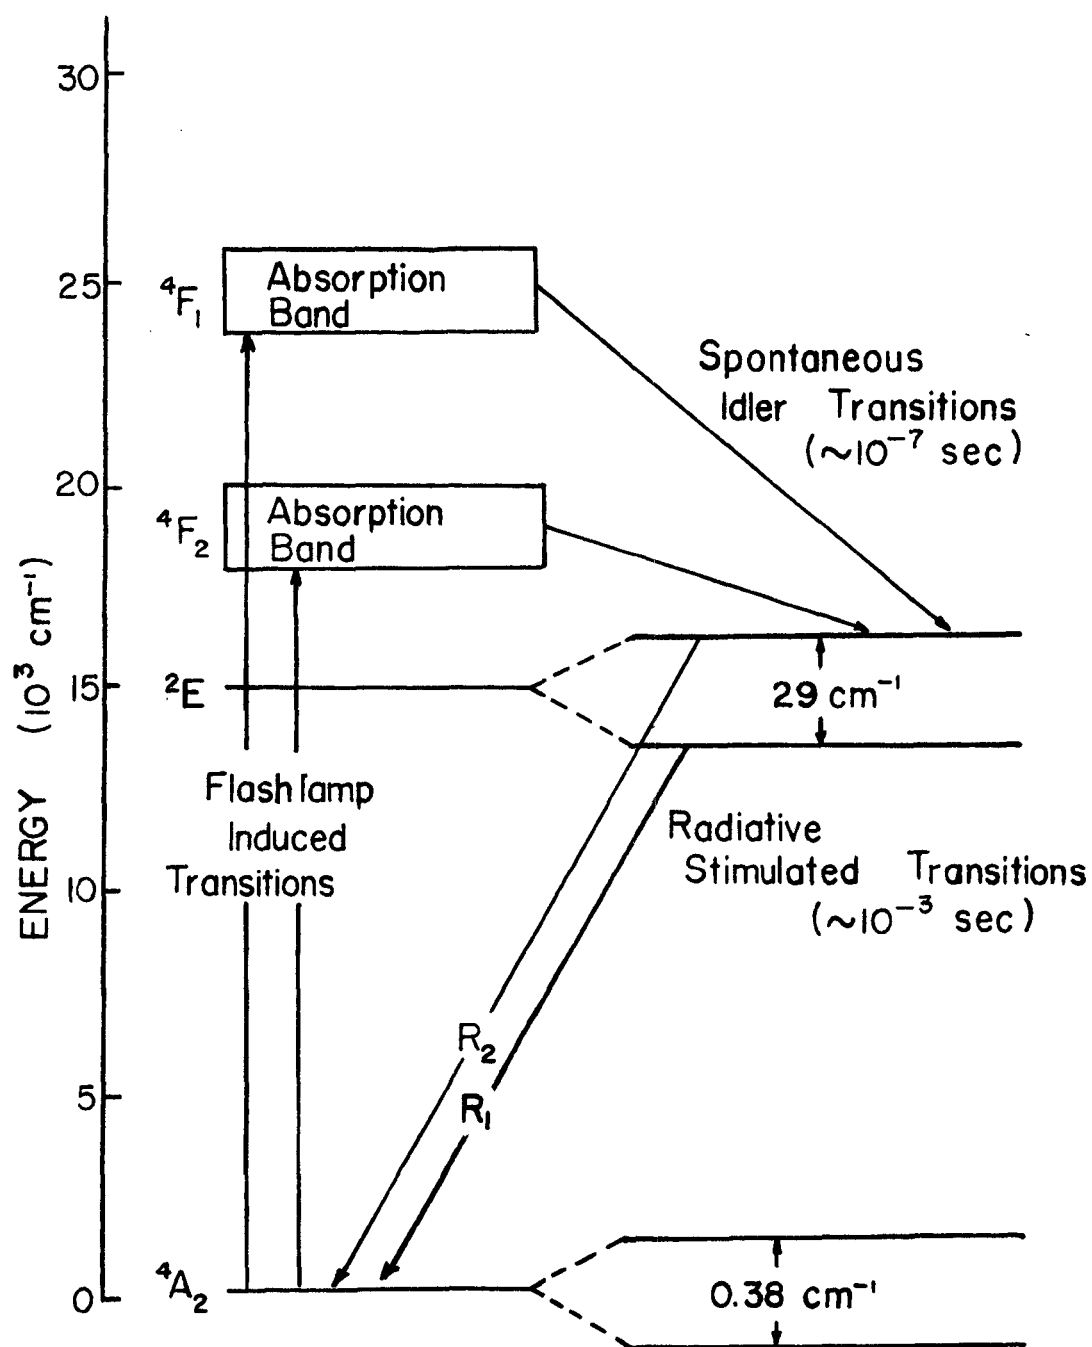 30
25
20
15
10
5
0
ENERGY (10³ cm⁻¹)
⁴F₁
Absorption
Band
⁴F₂
Absorption
Band
²E
⁴A₂
Spontaneous
Idler Transitions
(~10⁻⁷ sec)
29 cm⁻¹
Flash lamp
Induced
Transitions
Radiative
Stimulated Transitions
(~10⁻³ sec)
R₂
R₁
0.38 cm⁻¹